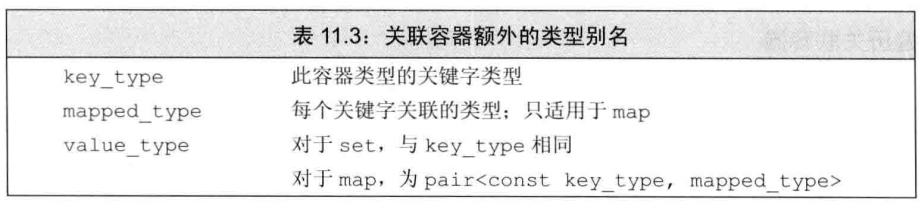 表 11.3：关联容器额外的类型别名
key_type 此容器类型的关键字类型
mapped_type 每个关键字关联的类型；只适用于 map
value_type 对于 set，与 key_type 相同
对于 map，为 pair<const key_type, mapped_type>